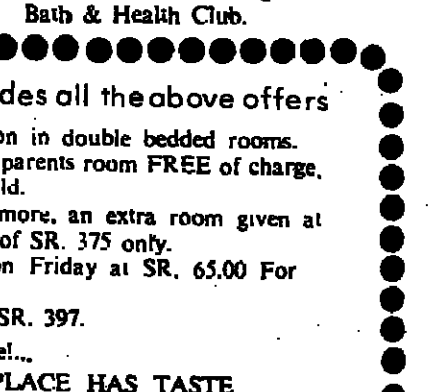 Bath & Health Club.
des all the above offers
on in double bedded rooms.
parents room FREE of charge,
ld.
more, an extra room given at
of SR. 375 only.
on Friday at SR. 65.00 For
SR. 397.
e!...
PLACE HAS TASTE